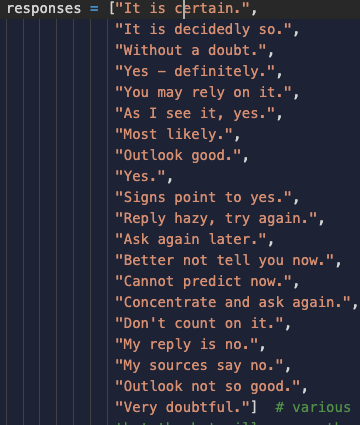 responses = ["It is certain.",
"It is decidedly so.",
"Without a doubt.",
"Yes – definitely.",
"You may rely on it.",
"As I see it, yes.",
"Most likely.",
"Outlook good.",
"Yes.",
"Signs point to yes.",
"Reply hazy, try again.",
"Ask again later.",
"Better not tell you now.",
"Cannot predict now.",
"Concentrate and ask again.",
"Don't count on it.",
"My reply is no.",
"My sources say no.",
"Outlook not so good.",
"Very doubtful."]  # various